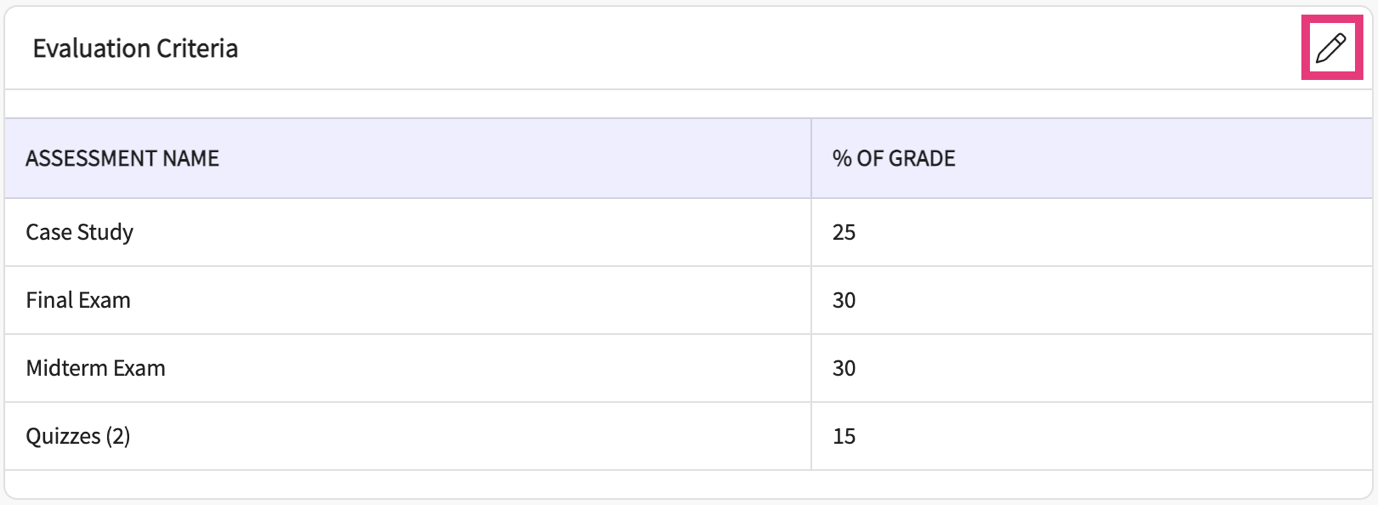 Evaluation Criteria
ASSESSMENT NAME % OF GRADE
Case Study 25
Final Exam 30
Midterm Exam 30
Quizzes (2) 15